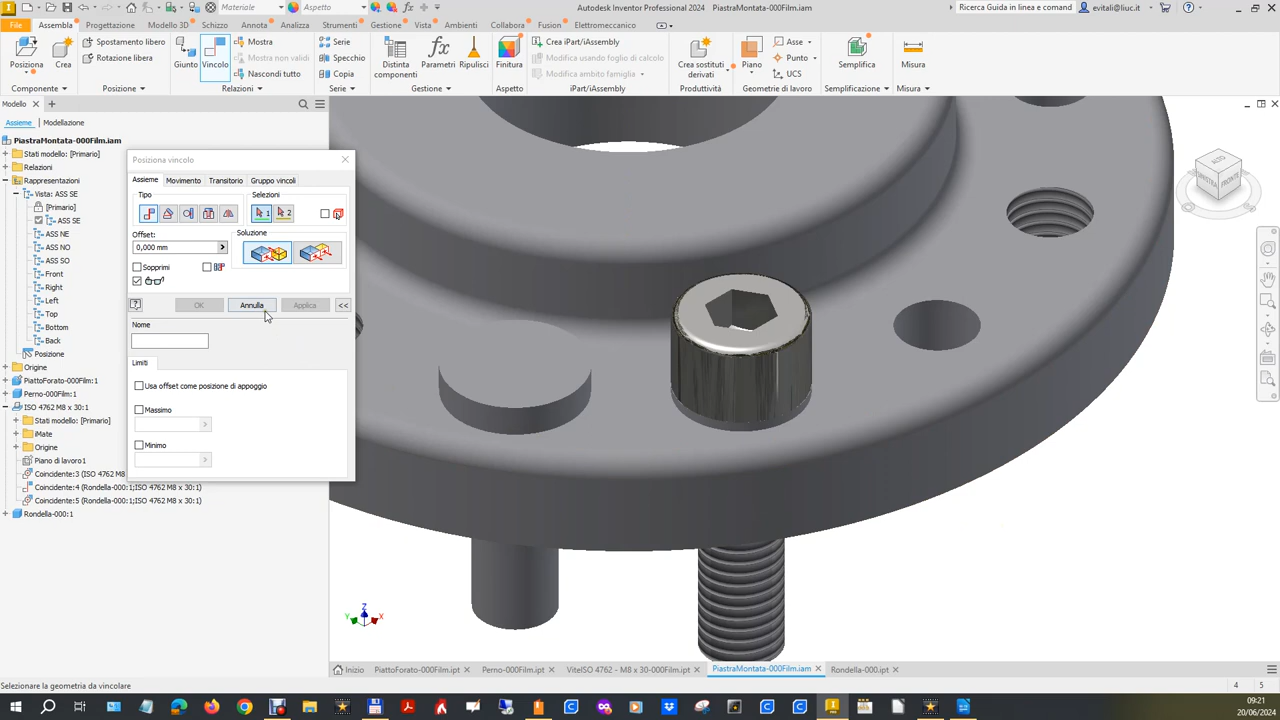 Materiale
Aspetto
Autodesk Inventor Professional 2024 PiastraMontata-000Film.iam
Ricerca Guida in linea e comand
evitali@liuc.it
File Assembla Progettazione Modello 3D Schizzo Annota Analizza Strumenti Gestione Vista Ambienti Collabora Fusion Elettromeccanico
Posiziona
Crea
Spostamento libero
Rotazione libera
Giunto
Vincolo
Mostra
Mostra non validi
Nascondi tutto
Serie
Specchio
Copia
Distinta componenti
Parametri
Ripulisci
Finitura
Crea iPart/iAssembly
Modifica usando foglio di calcolo
Modifica ambito famiglia
Crea sostituti derivati
Piano
Asse
Punto
UCS
Semplifica
Misura
Componente
Posizione
Relazioni
Serie
Gestione
Aspetto
iPart/iAssembly
Produttività
Geometrie di lavoro
Semplificazione
Misura
Modello
Assieme Modellazione
PiastraMontata-000Film.iam
Stati modello: [Primario]
Relazioni
Rappresentazioni
Vista: ASS SE
[Primario]
ASS SE
ASS NE
ASS NO
ASS SO
Front
Right
Left
Top
Bottom
Back
Posizione
Origine
PiattoForato-000Film:1
Perno-000Film:1
ISO 4762 M8 x 30:1
Stati modello: [Primario]
iMate
Origine
Piano di lavoro1
Coincidente:3 (ISO 4762 M8
Coincidente:4 (Rondella-000:1;ISO 4762 M8 x 30:1)
Coincidente:5 (Rondella-000:1;ISO 4762 M8 x 30:1)
Rondella-000:1
Posiziona vincolo
Assieme Movimento Transitorio Gruppo vincoli
Tipo
Selezioni
1
2
Offset:
0,000 mm
Soluzione
Sopprimi
OK
Annulla
Applica
<<
Nome
Limiti
Usa offset come posizione di appoggio
Massimo
Minimo
ALTO
FRONTE
Z
Y
X
Inizio
PiattoForato-000Film.ipt
Perno-000Film.ipt
ViteISO 4762 - M8 x 30-000Film.ipt
PiastraMontata-000Film.iam
Rondella-000.ipt
Selezionare la geometria da vincolare
4 5
09:21
20/06/2024